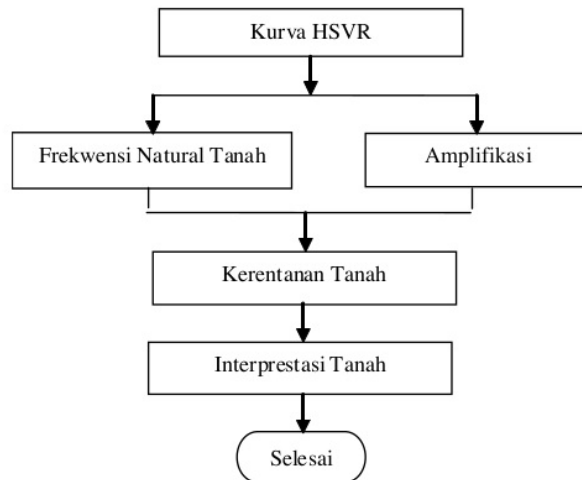 Kurva HSVR
Frekwensi Natural Tanah
Amplifikasi
Kerentanan Tanah
Interprestasi Tanah
Selesai